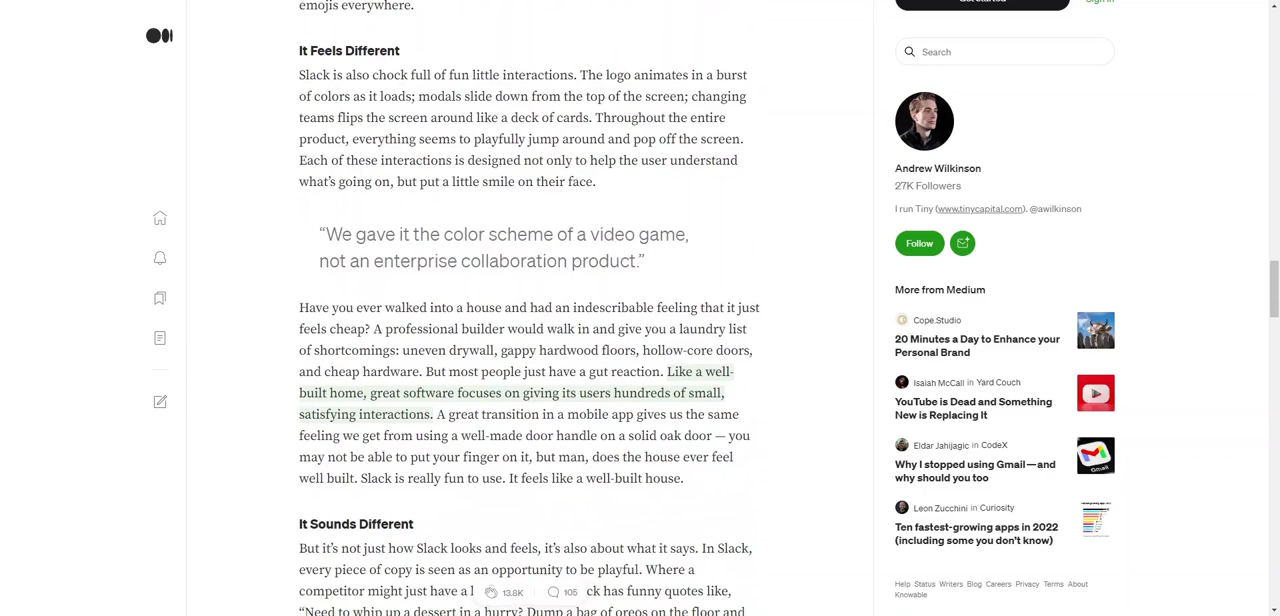 emojis everywhere.
It Feels Different
Slack is also chock full of fun little interactions. The logo animates in a burst
of colors as it loads; modals slide down from the top of the screen; changing
teams flips the screen around like a deck of cards. Throughout the entire
product, everything seems to playfully jump around and pop off the screen.
Each of these interactions is designed not only to help the user understand
what’s going on, but put a little smile on their face.
“We gave it the color scheme of a video game,
not an enterprise collaboration product.”
Have you ever walked into a house and had an indescribable feeling that it just
feels cheap? A professional builder would walk in and give you a laundry list
of shortcomings: uneven drywall, gappy hardwood floors, hollow-core doors,
and cheap hardware. But most people just have a gut reaction. Like a well-
built home, great software focuses on giving its users hundreds of small,
satisfying interactions. A great transition in a mobile app gives us the same
feeling we get from using a well-made door handle on a solid oak door — you
may not be able to put your finger on it, but man, does the house ever feel
well built. Slack is really fun to use. It feels like a well-built house.
It Sounds Different
But it’s not just how Slack looks and feels, it’s also about what it says. In Slack,
every piece of copy is seen as an opportunity to be playful. Where a
competitor might just have a l 13.8K 105 ck has funny quotes like,
“Need to whip up a dessert in a hurry? Dump a bag of oreos on the floor and
Search
Andrew Wilkinson
27K Followers
I run Tiny (www.tinycapital.com). @awilkinson
Follow
More from Medium
Cope.Studio
20 Minutes a Day to Enhance your
Personal Brand
Isaiah McCall in Yard Couch
YouTube is Dead and Something
New is Replacing It
Eldar Jahijagic in CodeX
Why I stopped using Gmail — and
why should you too
Gmail
Leon Zucchini in Curiosity
Ten fastest-growing apps in 2022
(including some you don’t know)
Help Status Writers Blog Careers Privacy Terms About
Knowable